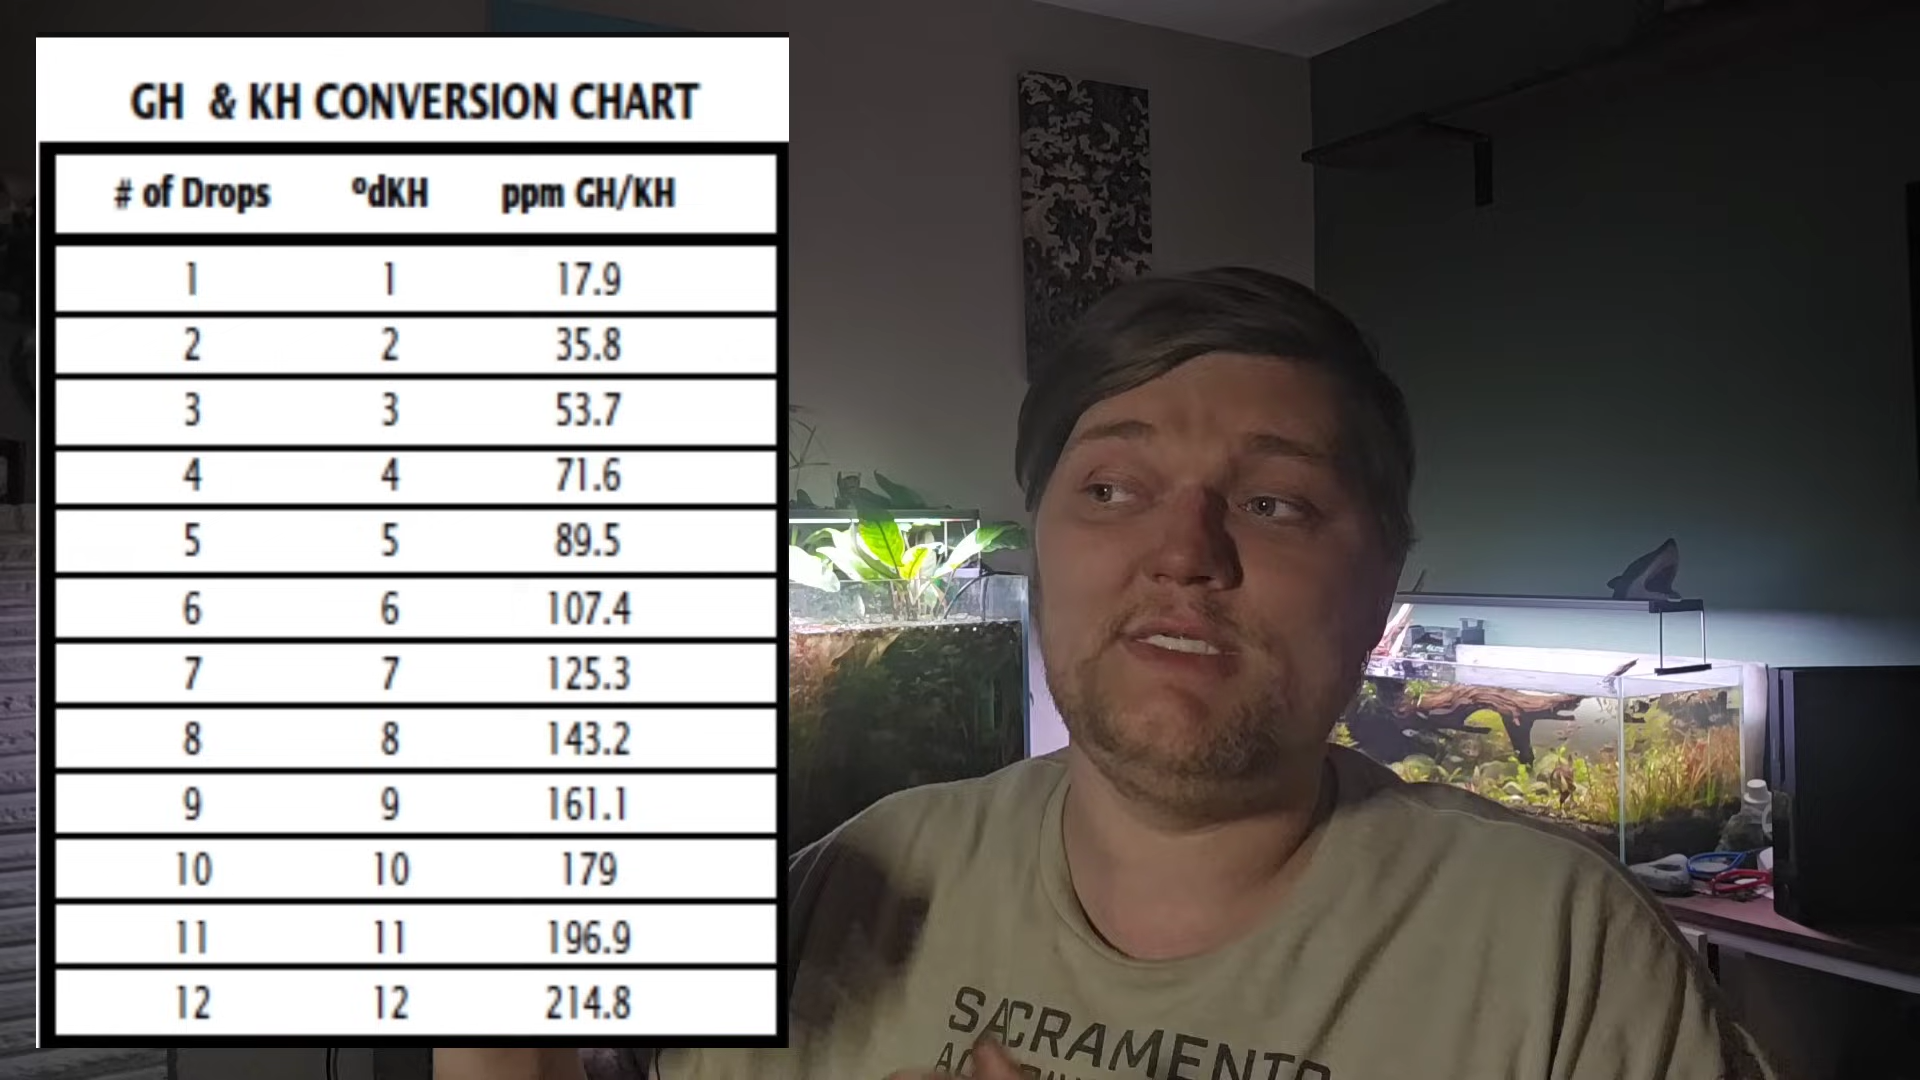 GH & KH CONVERSION CHART
# of Drops ºdKH ppm GH/KH
1 1 17.9
2 2 35.8
3 3 53.7
4 4 71.6
5 5 89.5
6 6 107.4
7 7 125.3
8 8 143.2
9 9 161.1
10 10 179
11 11 196.9
12 12 214.8
SACRAMENTO